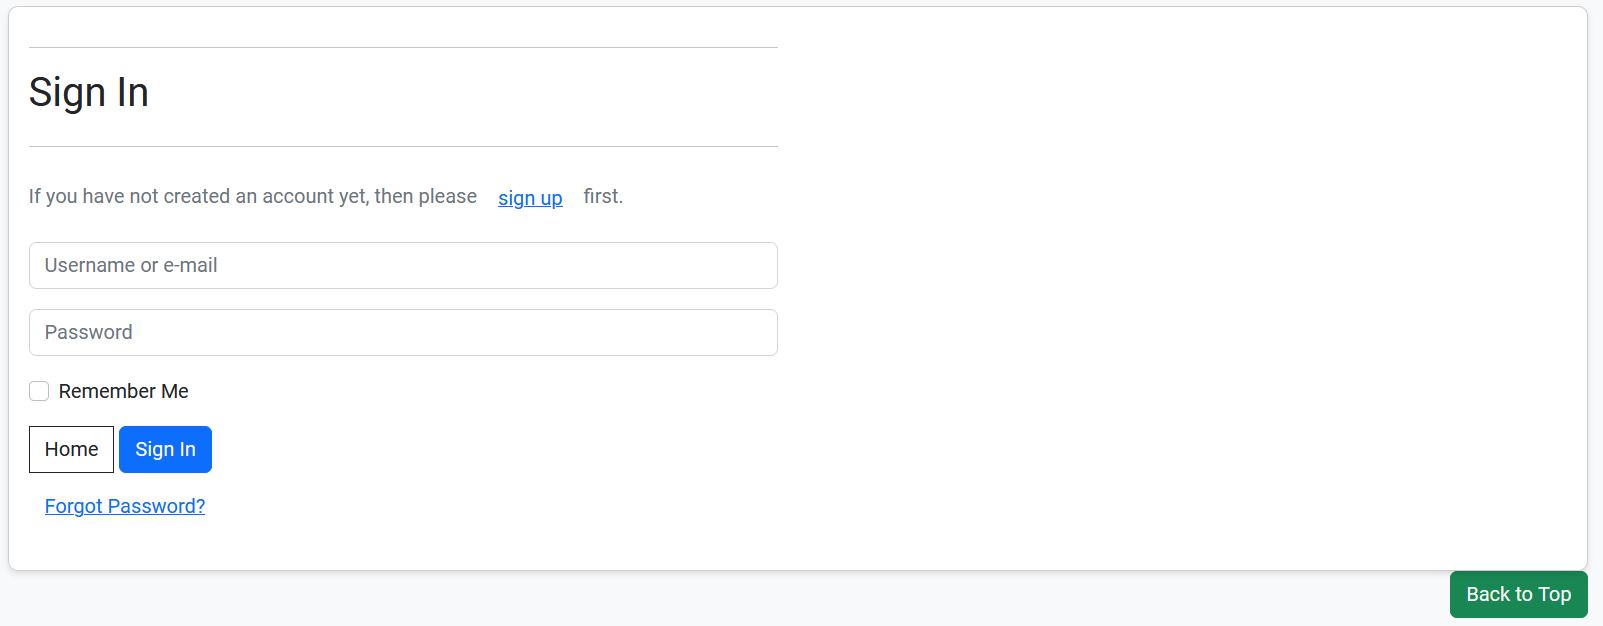 Sign In
If you have not created an account yet, then please sign up first.
Username or e-mail
Password
Remember Me
Home Sign In
Forgot Password?
Back to Top